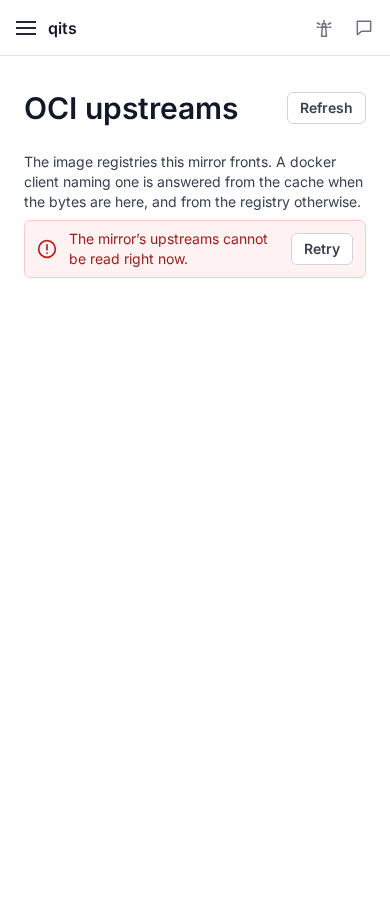 qits
OCI upstreams
Refresh
The image registries this mirror fronts. A docker
client naming one is answered from the cache when
the bytes are here, and from the registry otherwise.
The mirror’s upstreams cannot
be read right now.
Retry